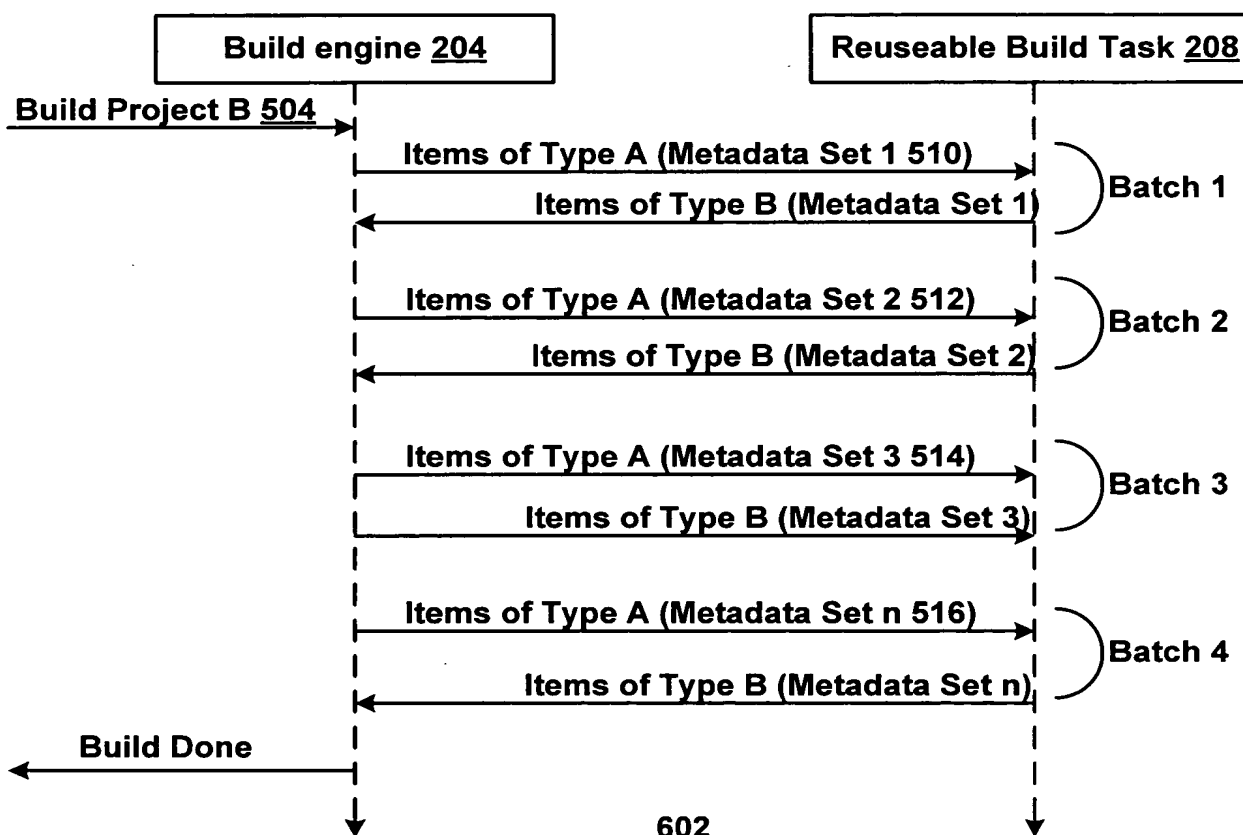 Build engine 204
Reuseable Build Task 208
Build Project B 504
Items of Type A (Metadata Set 1 510)
Items of Type B (Metadata Set 1)
Batch 1
Items of Type A (Metadata Set 2 512)
Items of Type B (Metadata Set 2)
Batch 2
Items of Type A (Metadata Set 3 514)
Items of Type B (Metadata Set 3)
Batch 3
Items of Type A (Metadata Set n 516)
Items of Type B (Metadata Set n)
Batch 4
Build Done
602